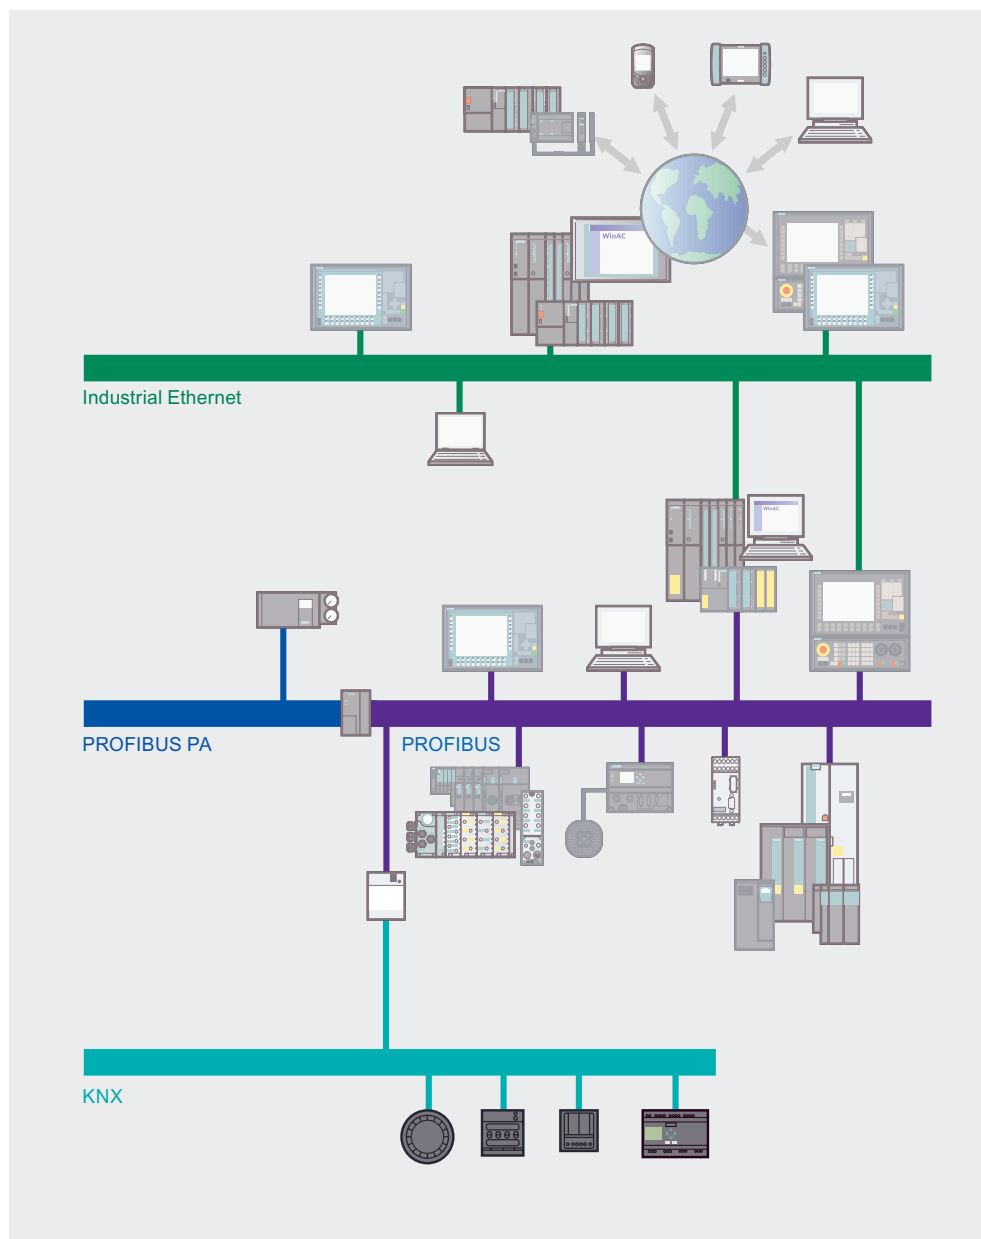 WinAC
Industrial Ethernet
WinAC
PROFIBUS PA
PROFIBUS
KNX